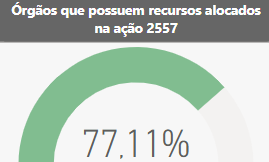 Órgãos que possuem recursos alocados
na ação 2557
77,11%